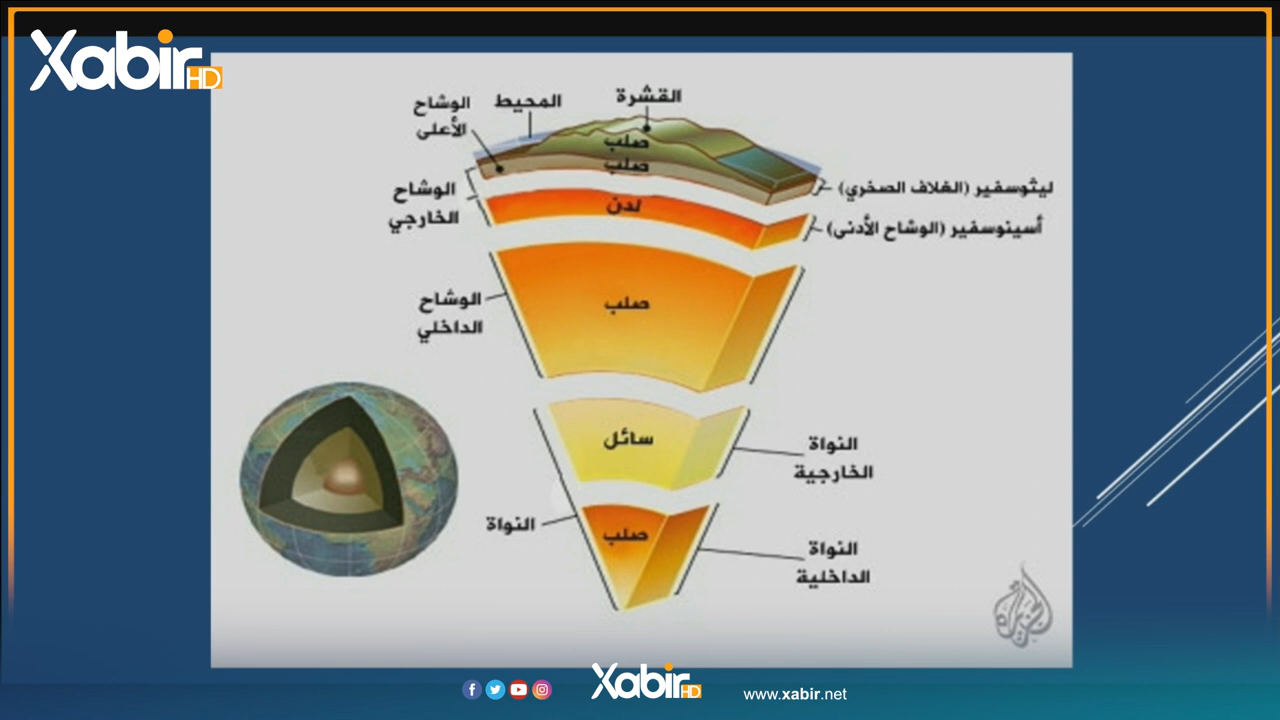 Xabir HD
القشرة
المحيط
الوشاح
الأعلى
صلب
صلب
ليثوسفير (الغلاف الصخري)
الوشاح
الخارجي
لدن
أسينوسفير (الوشاح الأدنى)
الوشاح
الداخلي
صلب
سائل
النواة
الخارجية
النواة
صلب
النواة
الداخلية
الجزيرة
Xabir HD
www.xabir.net